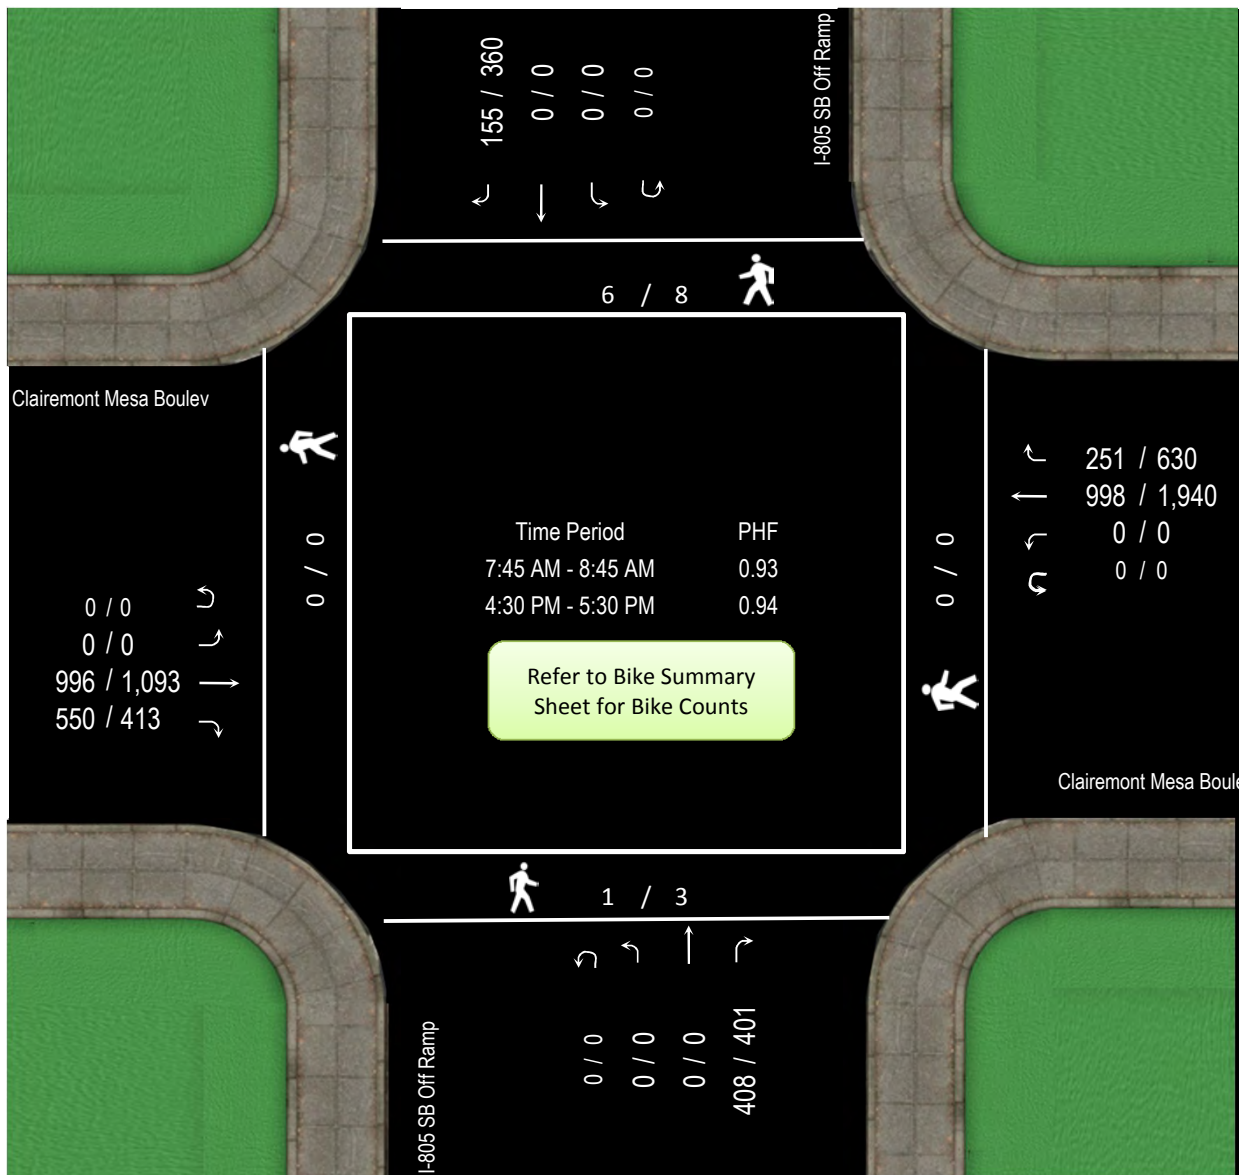 155 / 360
0 / 0
0 / 0
0 / 0
I-805 SB Off Ramp
6 / 8
Clairemont Mesa Boulev
251 / 630
998 / 1,940
0 / 0
0 / 0
0 / 0
0 / 0
Time Period PHF
7:45 AM - 8:45 AM 0.93
4:30 PM - 5:30 PM 0.94
0 / 0
0 / 0
996 / 1,093
550 / 413
Refer to Bike Summary
Sheet for Bike Counts
Clairemont Mesa Boule
1 / 3
I-805 SB Off Ramp
0 / 0
0 / 0
0 / 0
408 / 401